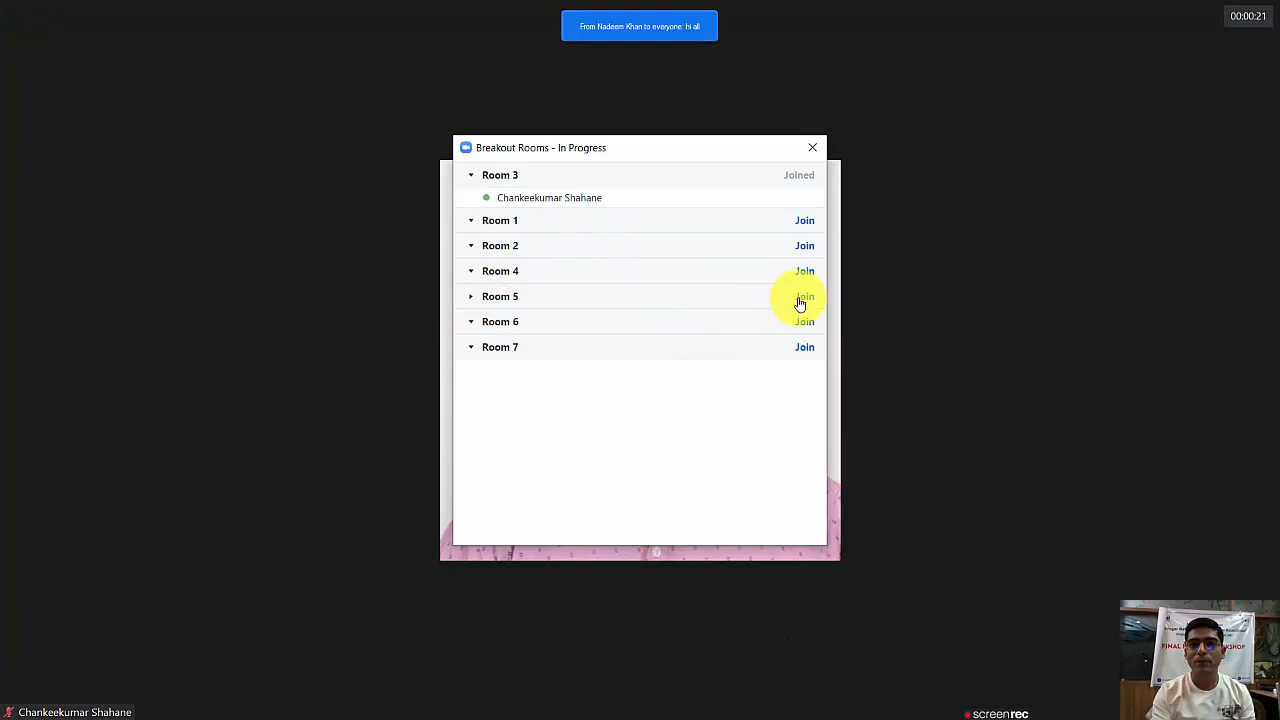 From Nadeem Khan to everyone: hi all
00:00:21
Breakout Rooms - In Progress
Room 3 Joined
Chankeekumar Shahane
Room 1 Join
Room 2 Join
Room 4 Join
Room 5 Join
Room 6 Join
Room 7 Join
FINAL
Chankeekumar Shahane
screenrec